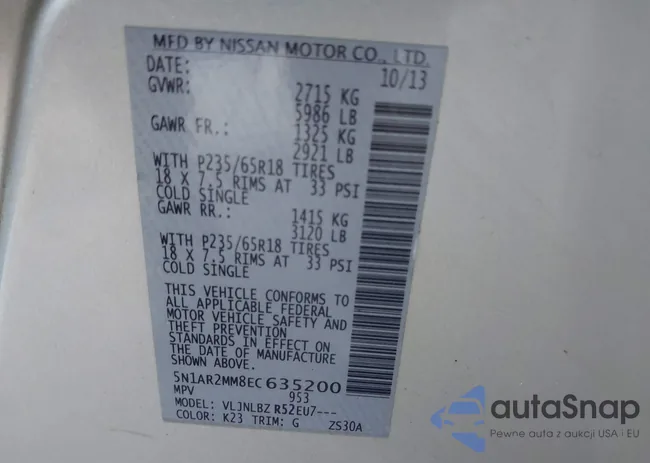 MFD BY NISSAN MOTOR CO., LTD.
DATE: 10/13
GVWR: 2715 KG
5986 LB
GAWR FR.: 1325 KG
2921 LB
WITH P235/65R18 TIRES
18 X 7.5 RIMS AT 33 PSI
COLD SINGLE
GAWR RR.: 1415 KG
3120 LB
WITH P235/65R18 TIRES
18 X 7.5 RIMS AT 33 PSI
COLD SINGLE
THIS VEHICLE CONFORMS TO
ALL APPLICABLE FEDERAL
MOTOR VEHICLE SAFETY AND
THEFT PREVENTION
STANDARDS IN EFFECT ON
THE DATE OF MANUFACTURE
SHOWN ABOVE.
5N1AR2MM8EC 635200
MPV 953
MODEL: VLJNLBZ R52EU7---
COLOR: K23 TRIM: G ZS30A
autoSnap
Pewne auta z aukcji USA i EU